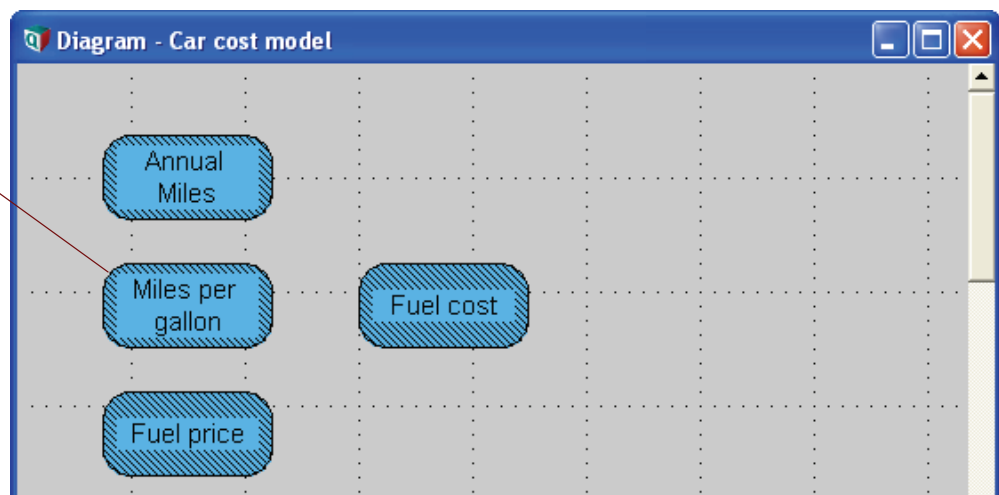 Diagram - Car cost model
Annual
Miles
Miles per
gallon
Fuel cost
Fuel price